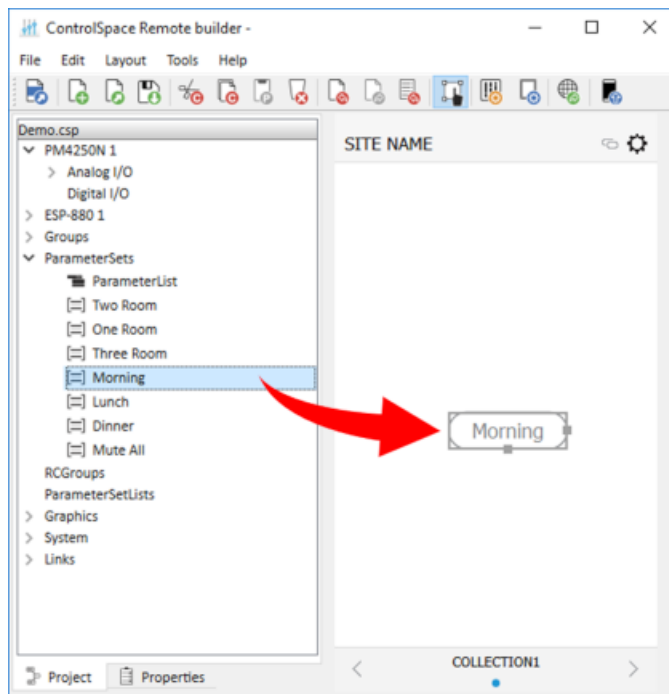 ControlSpace Remote builder -
File Edit Layout Tools Help
Demo.csp
PM4250N 1
Analog I/O
Digital I/O
ESP-880 1
Groups
ParameterSets
ParameterList
Two Room
One Room
Three Room
Morning
Lunch
Dinner
Mute All
RCGroups
ParameterSetLists
Graphics
System
Links
Project Properties
SITE NAME
Morning
COLLECTION1